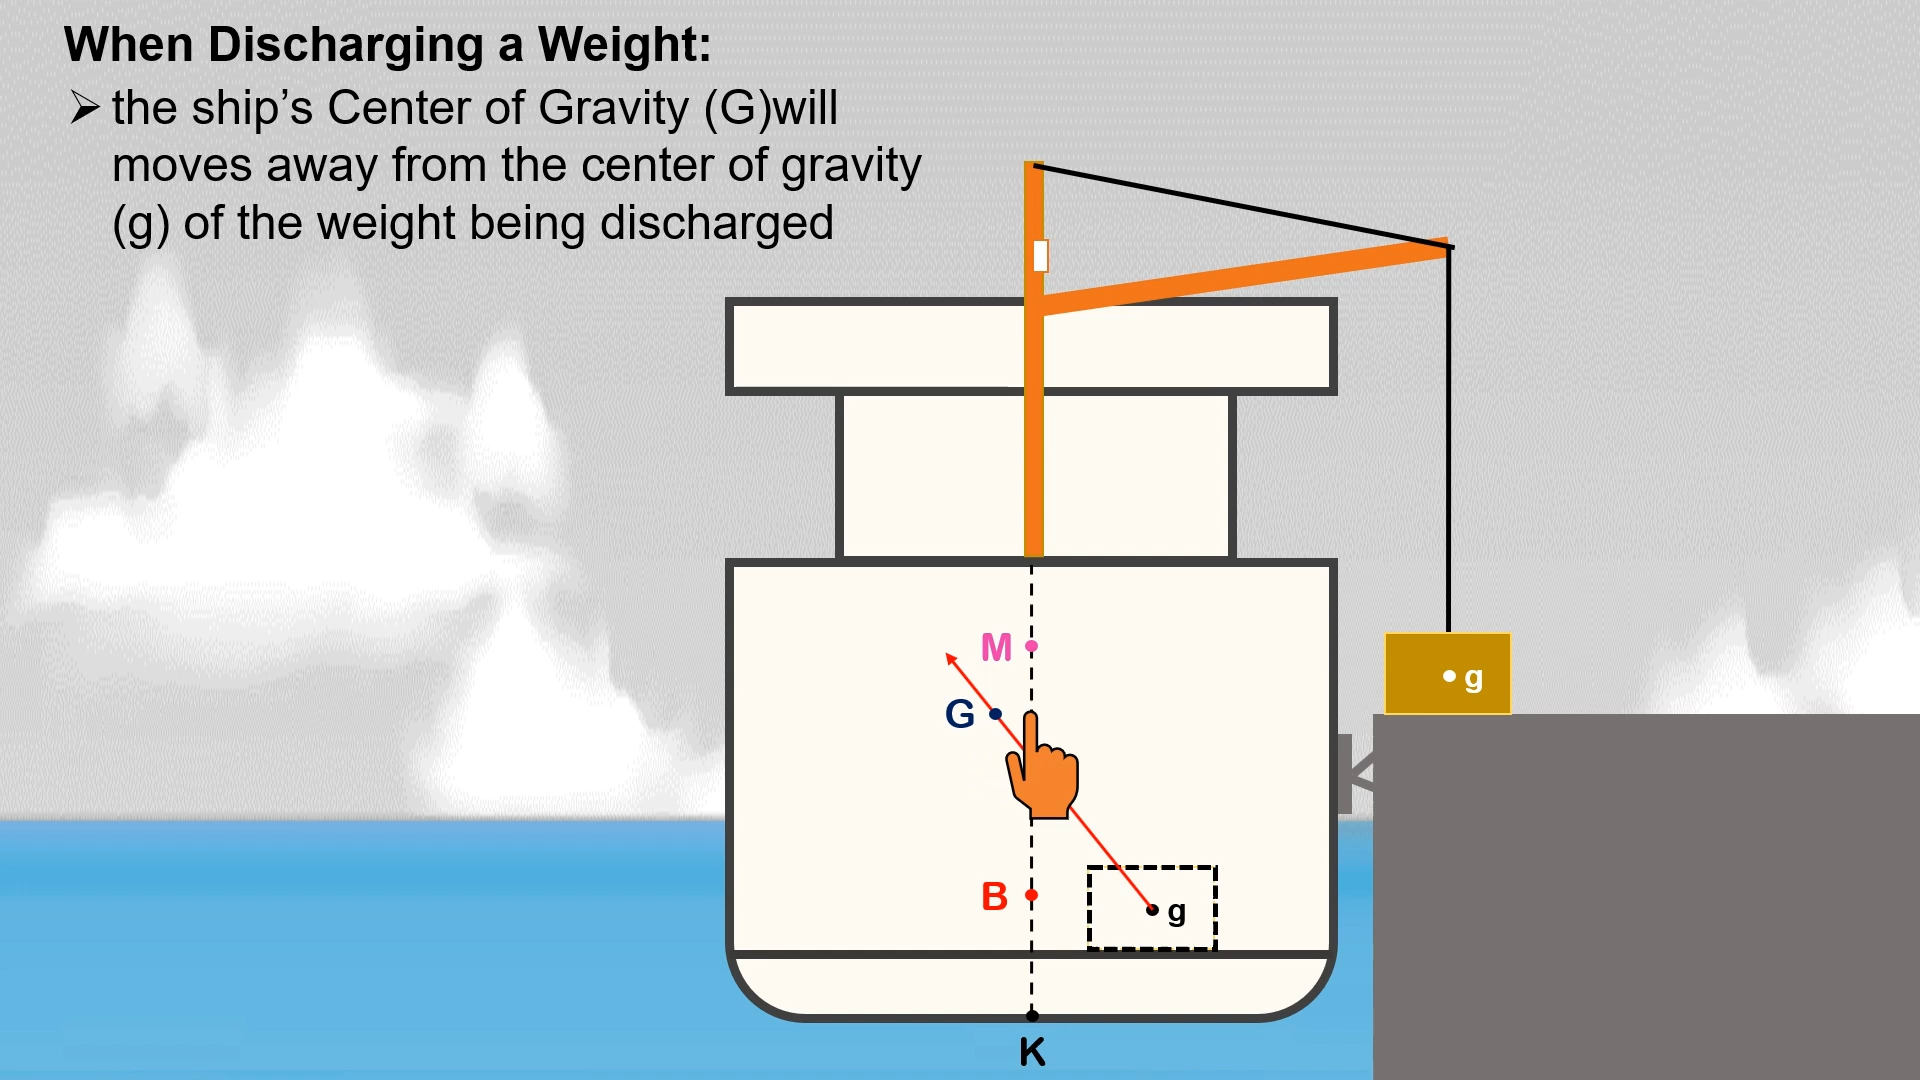 When Discharging a Weight:
➢ the ship’s Center of Gravity (G)will
moves away from the center of gravity
(g) of the weight being discharged
M
g
G
B
g
K